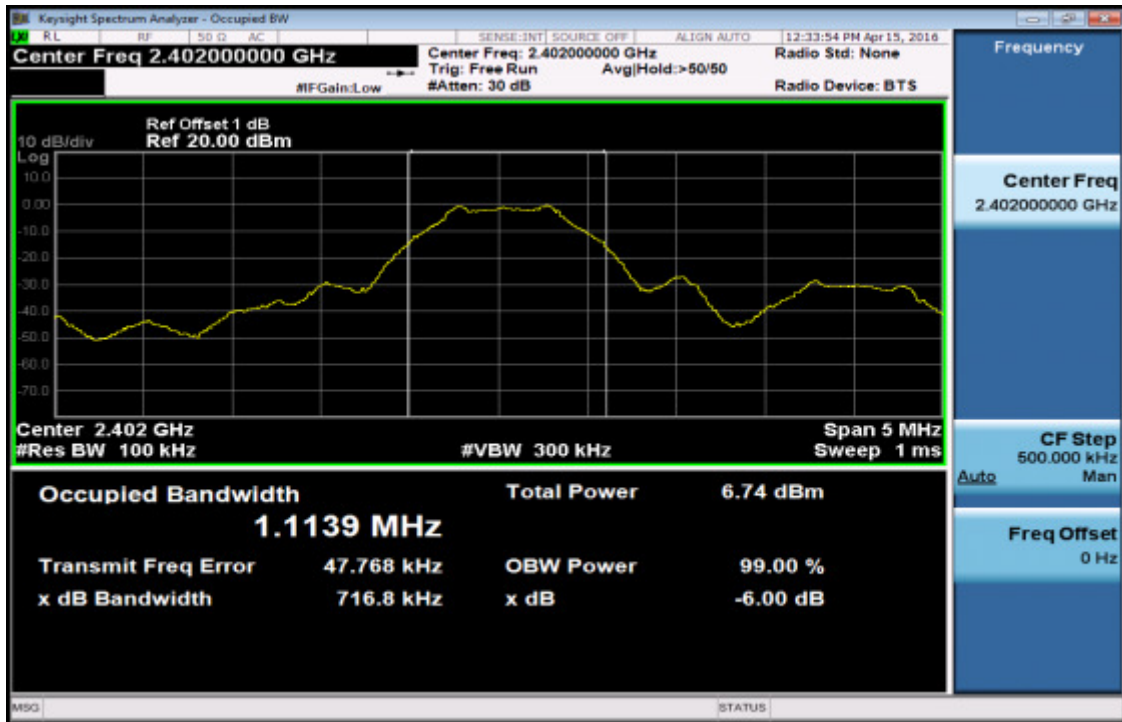 Keysight Spectrum Analyzer - Occupied BW
RL RF 50 Ω AC SENSE:INT SOURCE OFF ALIGN AUTO 12:33:54 PM Apr 15, 2016
Center Freq 2.402000000 GHz
Center Freq: 2.402000000 GHz Radio Std: None
Trig: Free Run Avg|Hold:>50/50
#IFGain:Low #Atten: 30 dB Radio Device: BTS
Ref Offset 1 dB
10 dB/div Ref 20.00 dBm
Log
10.0
0.00
-10.0
-20.0
-30.0
-40.0
-50.0
-60.0
-70.0
Center 2.402 GHz Span 5 MHz
#Res BW 100 kHz #VBW 300 kHz Sweep 1 ms
Occupied Bandwidth Total Power 6.74 dBm
1.1139 MHz
Transmit Freq Error 47.768 kHz OBW Power 99.00 %
x dB Bandwidth 716.8 kHz x dB -6.00 dB
Frequency
Center Freq
2.402000000 GHz
CF Step
500.000 kHz
Auto Man
Freq Offset
0 Hz
MSG STATUS